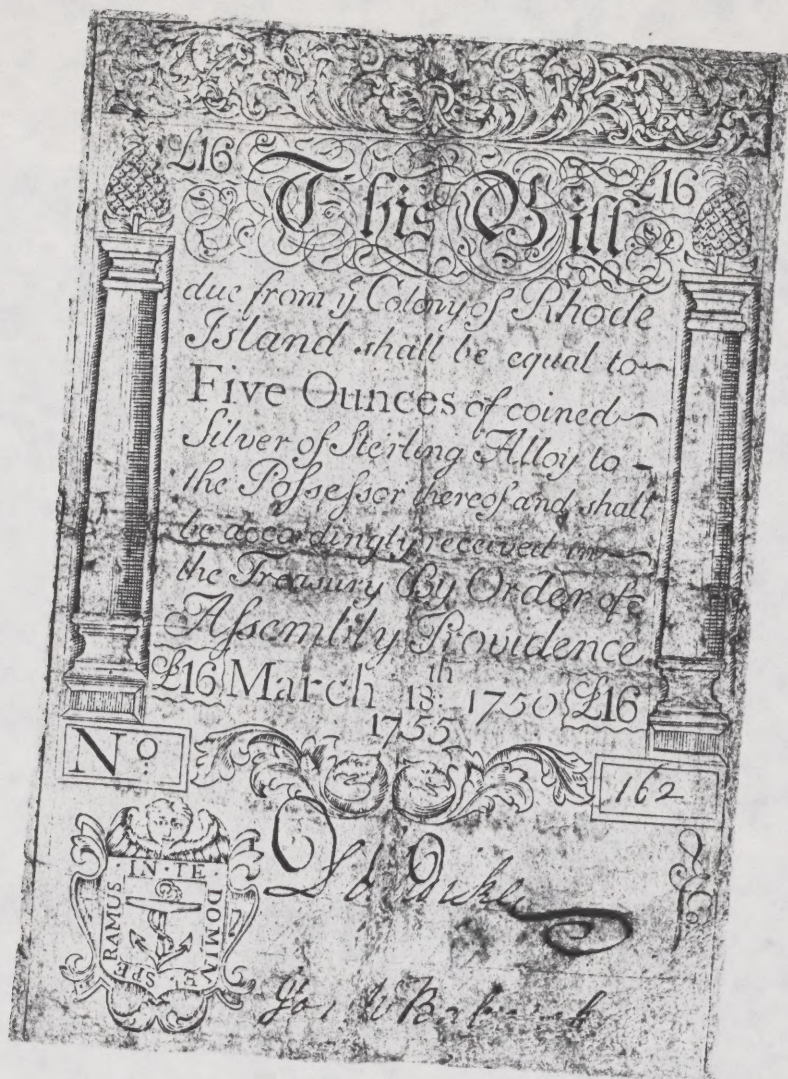 £16 This Bill £16
due from yͤ Colony of Rhode
Island shall be equal to
Five Ounces of coined
Silver of Sterling Alloy to
the Poſseſsor thereof and shall
be accordingly received in
the Treasury By Order of
Aſsembly Providence
£16 March 18th: 1750 £16
1755
No. 162
IN·TE·DOMINE SPERAMUS